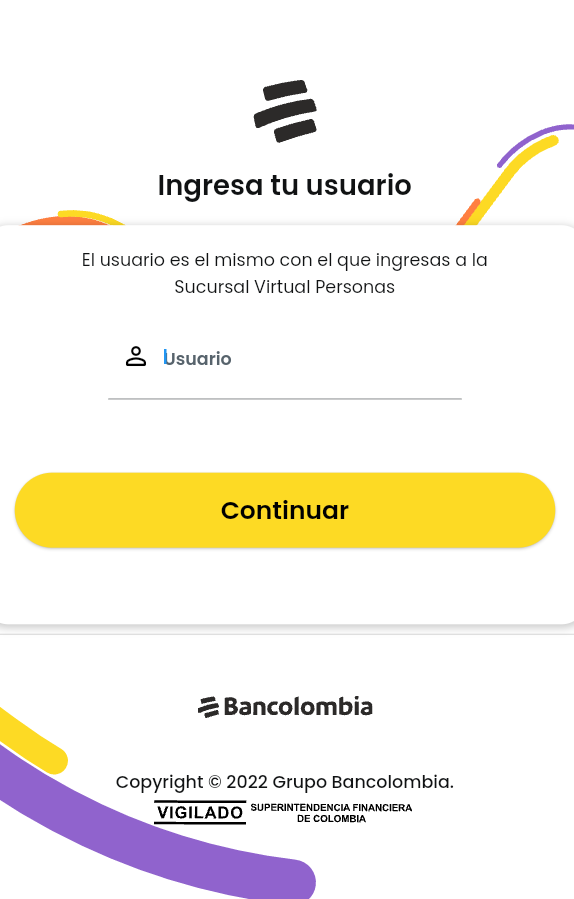 Ingresa tu usuario
El usuario es el mismo con el que ingresas a la
Sucursal Virtual Personas
Usuario
Continuar
Bancolombia
Copyright © 2022 Grupo Bancolombia.
VIGILADO SUPERINTENDENCIA FINANCIERA
DE COLOMBIA